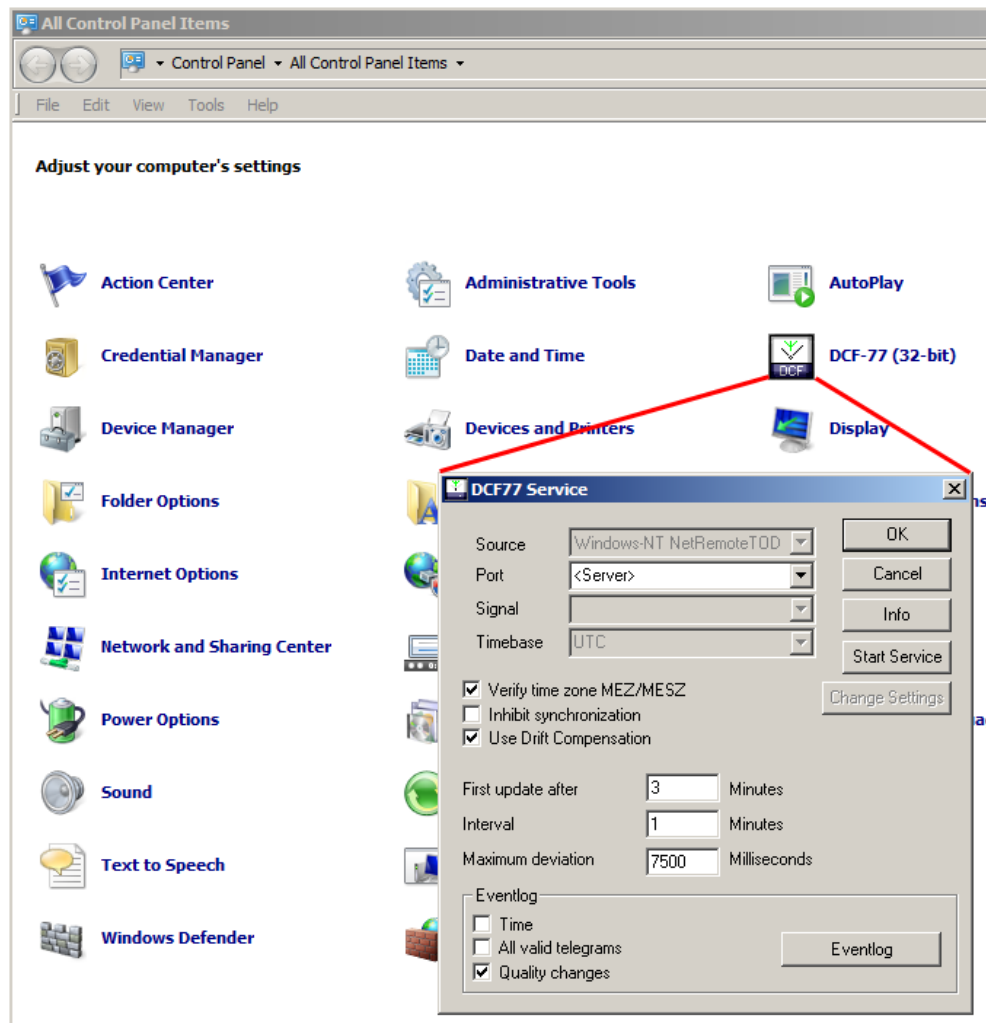 All Control Panel Items
Control Panel All Control Panel Items
File Edit View Tools Help
Adjust your computer's settings
Action Center Administrative Tools AutoPlay
Credential Manager Date and Time DCF-77 (32-bit)
DCF
Device Manager Devices and Printers Display
Folder Options
Internet Options
Network and Sharing Center
Power Options
Sound
Text to Speech
Windows Defender
DCF77 Service
Source Windows-NT NetRemoteTOD OK
Port <Server> Cancel
Signal Info
Timebase UTC Start Service
Verify time zone MEZ/MESZ Change Settings
Inhibit synchronization
Use Drift Compensation
First update after 3 Minutes
Interval 1 Minutes
Maximum deviation 7500 Milliseconds
Eventlog
Time
All valid telegrams Eventlog
Quality changes